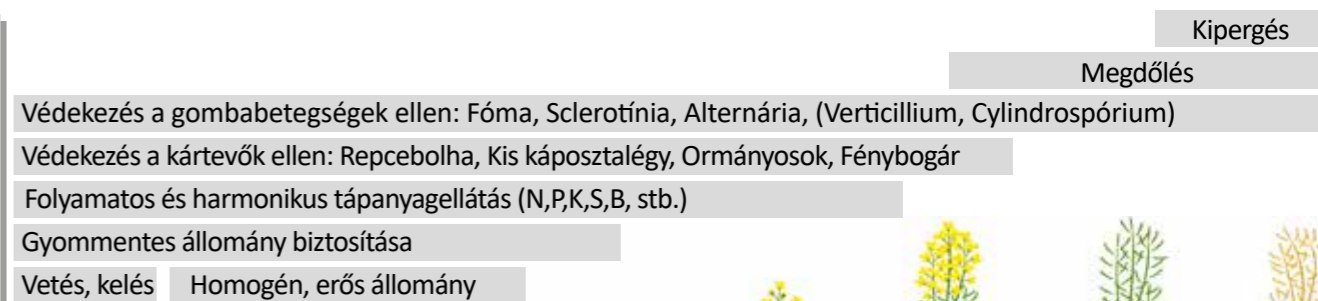 Kipergés
Megdőlés
Védekezés a gombabetegségek ellen: Fóma, Sclerotínia, Alternária, (Verticillium, Cylindrospórium)
Védekezés a kártevők ellen: Repcebolha, Kis káposztalégy, Ormányosok, Fénybogár
Folyamatos és harmonikus tápanyagellátás (N,P,K,S,B, stb.)
Gyommentes állomány biztosítása
Vetés, kelés Homogén, erős állomány